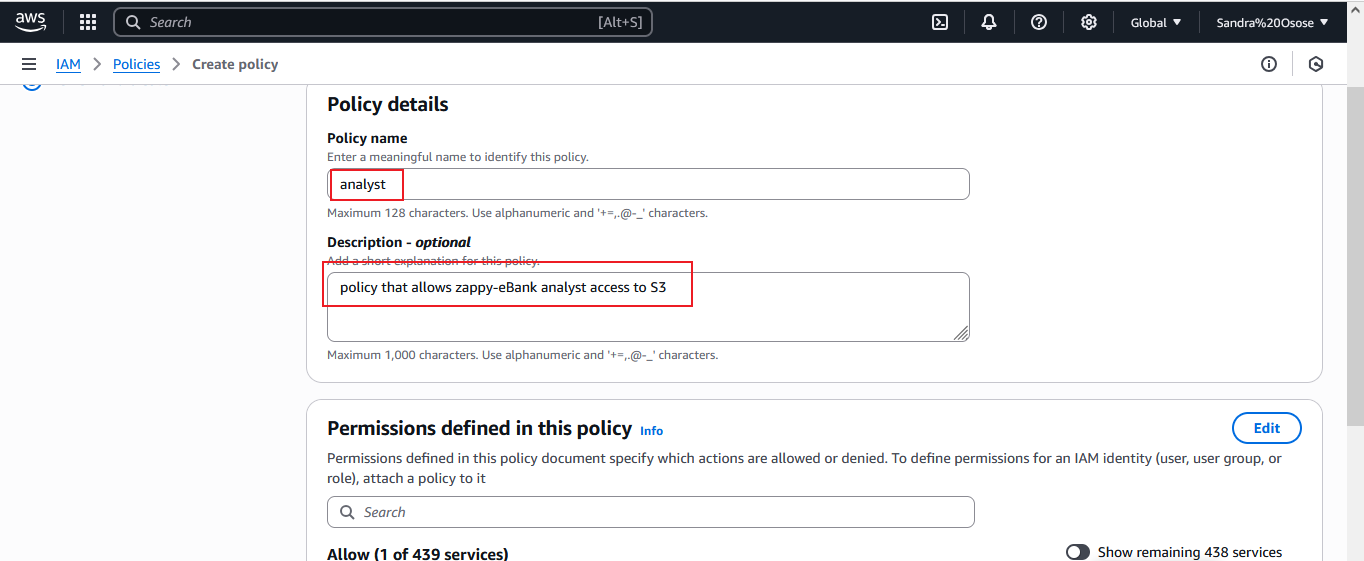 aws
Search
[Alt+S]
Global
Sandra%20Osose
IAM
Policies
Create policy
Policy details
Policy name
Enter a meaningful name to identify this policy.
analyst
Maximum 128 characters. Use alphanumeric and '+=,.@-_' characters.
Description - optional
Add a short explanation for this policy.
policy that allows zappy-eBank analyst access to S3
Maximum 1,000 characters. Use alphanumeric and '+=,.@-_' characters.
Permissions defined in this policy Info
Edit
Permissions defined in this policy document specify which actions are allowed or denied. To define permissions for an IAM identity (user, user group, or
role), attach a policy to it
Search
Allow (1 of 439 services)
Show remaining 438 services